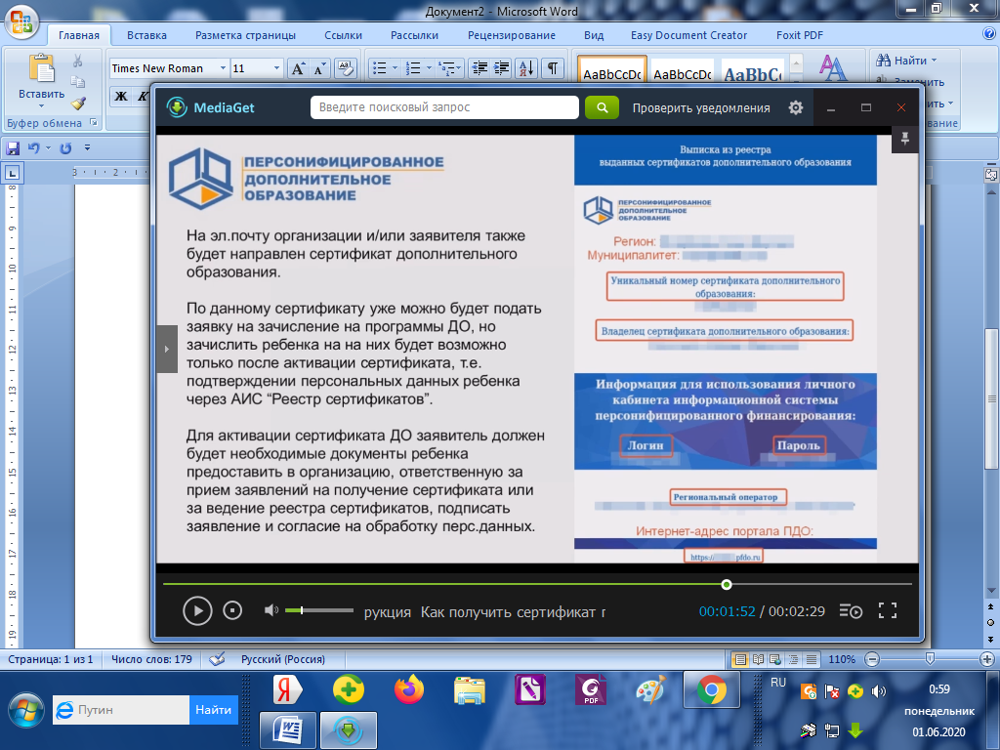 Документ2 - Microsoft Word
Главная
Вставка
Разметка страницы
Ссылки
Рассылки
Рецензирование
Вид
Easy Document Creator
Foxit PDF
Вставить
Буфер обмена
Times New Roman
11
Ж
AaBbCcDc
AaBbCcDc
AaBbC
Найти
MediaGet
Введите поисковый запрос
Проверить уведомления
ПЕРСОНИФИЦИРОВАННОЕ
ДОПОЛНИТЕЛЬНОЕ
ОБРАЗОВАНИЕ
На эл.почту организации и/или заявителя также
будет направлен сертификат дополнительного
образования.
По данному сертификату уже можно будет подать
заявку на зачисление на программы ДО, но
зачислить ребенка на на них будет возможно
только после активации сертификата, т.е.
подтверждении персональных данных ребенка
через АИС “Реестр сертификатов”.
Для активации сертификата ДО заявитель должен
будет необходимые документы ребенка
предоставить в организацию, ответственную за
прием заявлений на получение сертификата или
за ведение реестра сертификатов, подписать
заявление и согласие на обработку перс.данных.
Выписка из реестра
выданных сертификатов дополнительного образования
ПЕРСОНИФИЦИРОВАННОЕ
ДОПОЛНИТЕЛЬНОЕ
ОБРАЗОВАНИЕ
Регион:
Муниципалитет:
Уникальный номер сертификата дополнительного
образования:
Владелец сертификата дополнительного образования:
Информация для использования личного
кабинета информационной системы
персонифицированного финансирования:
Логин
Пароль
Региональный оператор
Интернет-адрес портала ПДО:
https:// pfdo.ru
рукция Как получить сертификат г
00:01:52 / 00:02:29
Страница: 1 из 1
Число слов: 179
Русский (Россия)
110%
Путин
Найти
PDF
RU
0:59
понедельник
01.06.2020